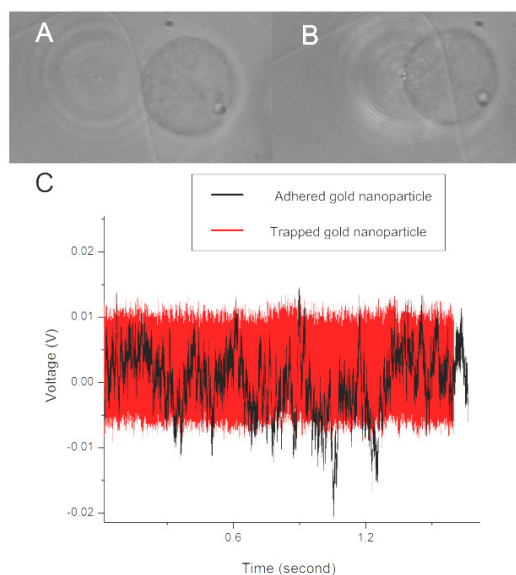 A
B
C
Adhered gold nanoparticle
Trapped gold nanoparticle
0.02
0.01
0.00
-0.01
-0.02
Voltage (V)
0.6
1.2
Time (second)